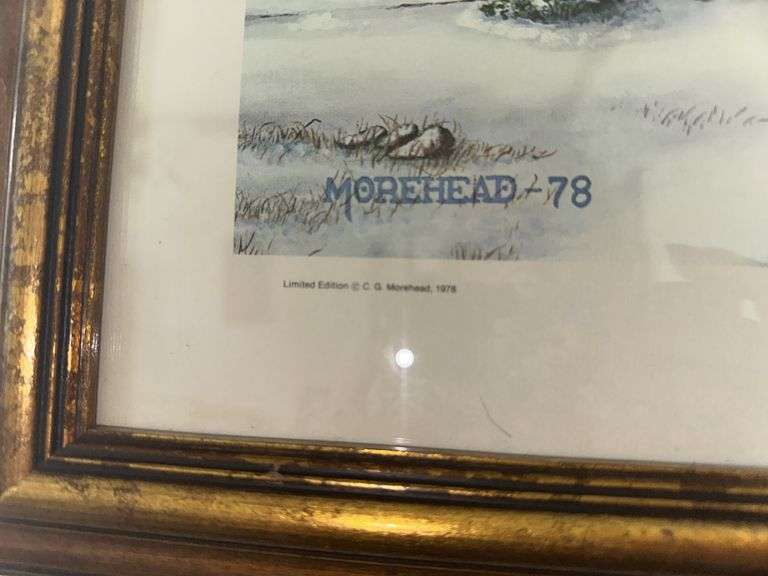 MOREHEAD-78
Limited Edition © C. G. Morehead, 1978